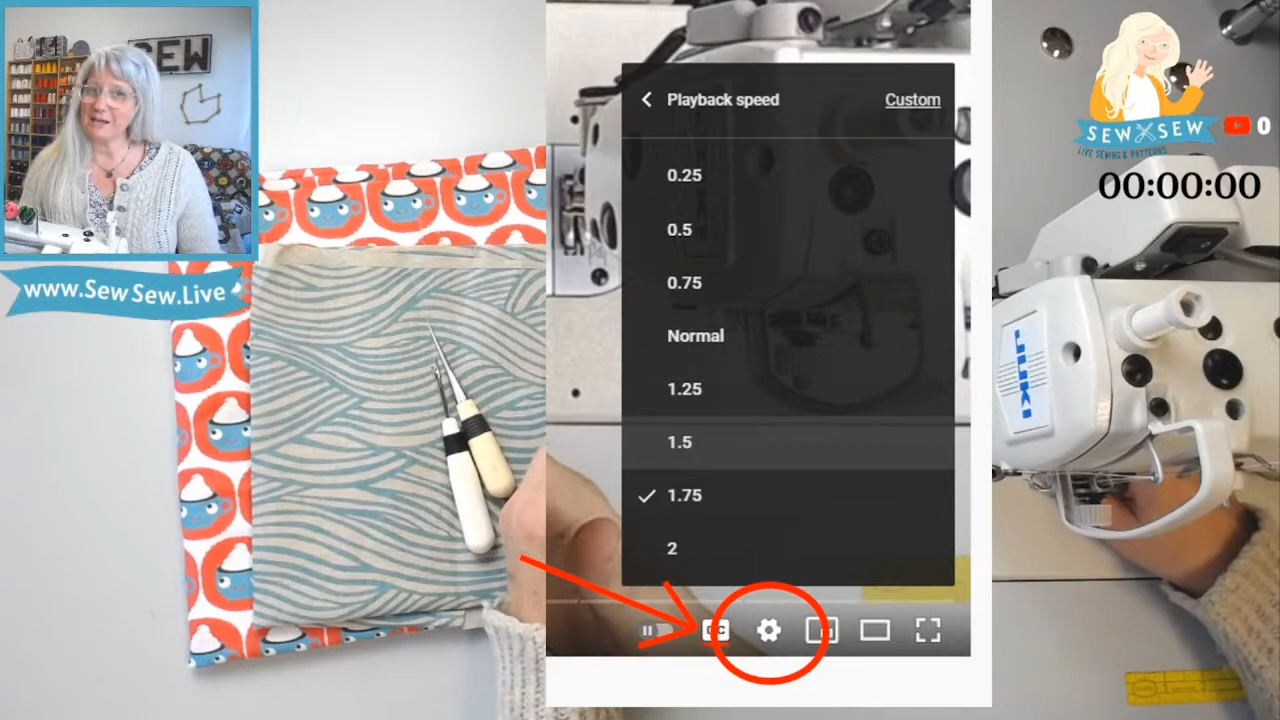 SEW
www.SewSew.Live
Playback speed
Custom
0.25
0.5
0.75
Normal
1.25
1.5
1.75
2
CC
SEW SEW
LIVE SEWING & PATTERNS
0
00:00:00
JUKI